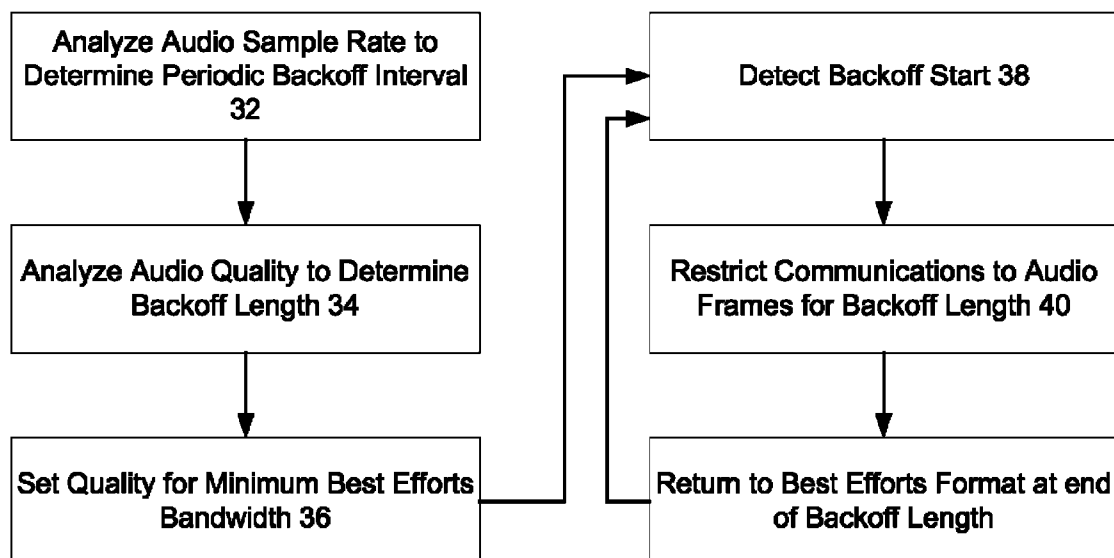 Analyze Audio Sample Rate to
Determine Periodic Backoff Interval
32
Analyze Audio Quality to Determine
Backoff Length 34
Set Quality for Minimum Best Efforts
Bandwidth 36
Detect Backoff Start 38
Restrict Communications to Audio
Frames for Backoff Length 40
Return to Best Efforts Format at end
of Backoff Length